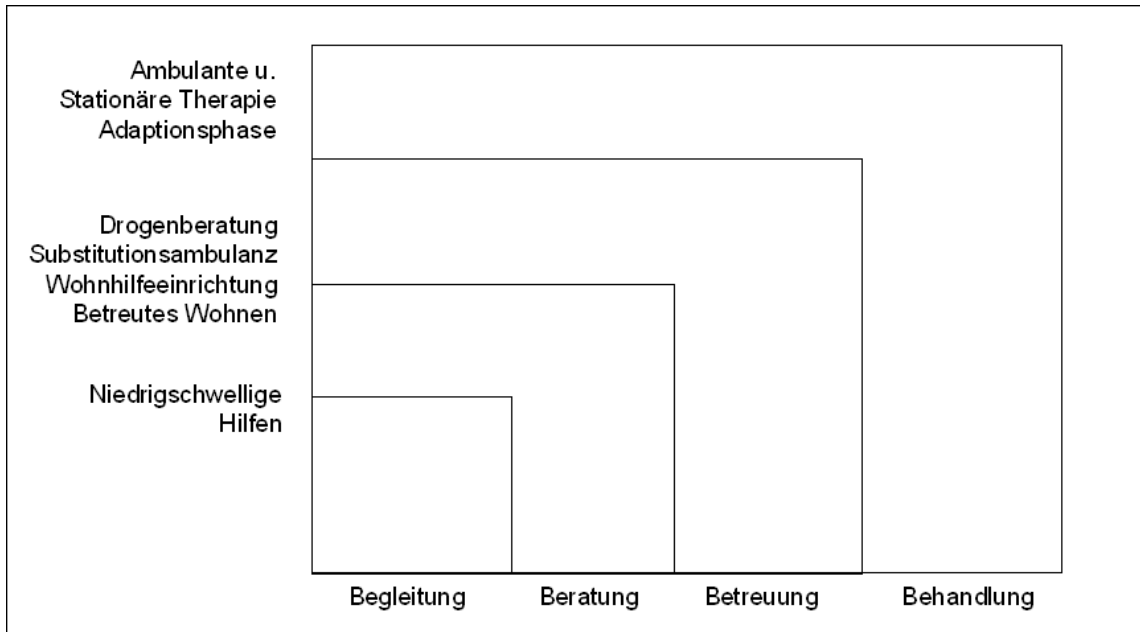 Ambulante u.
Stationäre Therapie
Adaptionsphase
Drogenberatung
Substitutionsambulanz
Wohnhilfeeinrichtung
Betreutes Wohnen
Niedrigschwellige
Hilfen
Begleitung Beratung Betreuung Behandlung